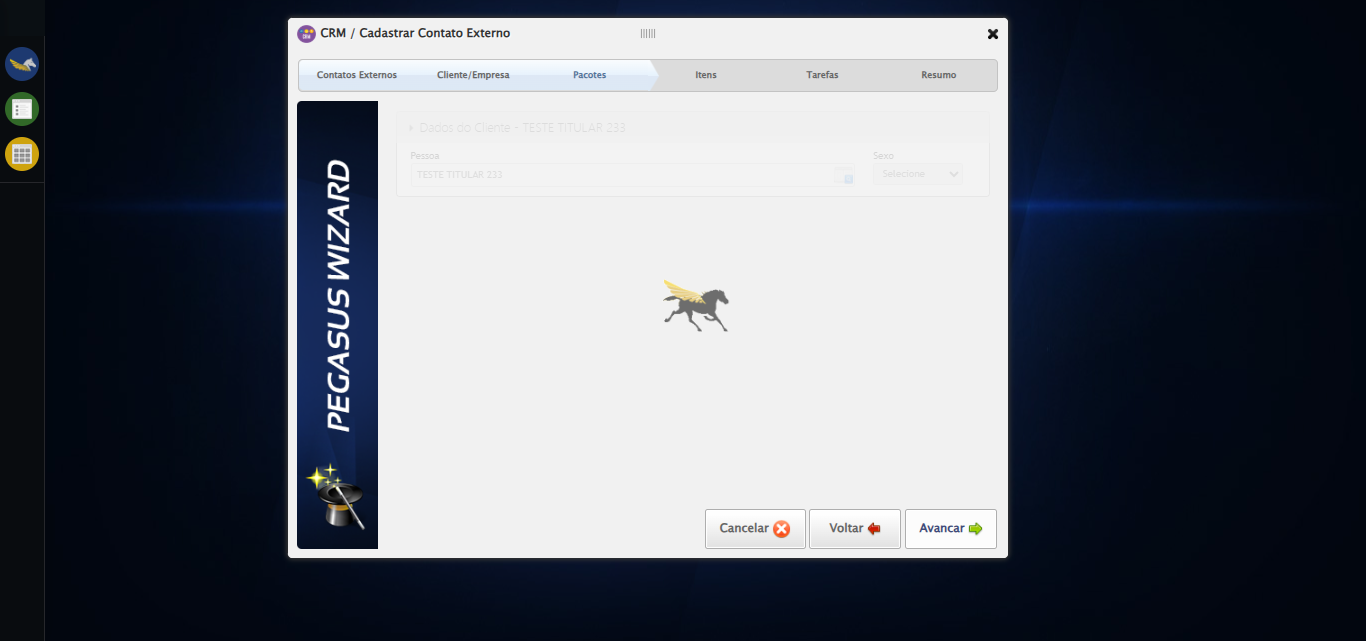 CRM / Cadastrar Contato Externo
Contatos Externos Cliente/Empresa Pacotes Itens Tarefas Resumo
PEGASUS WIZARD
Dados do Cliente - TESTE TITULAR 233
Pessoa Sexo
TESTE TITULAR 233 Selecione
Cancelar Voltar Avancar